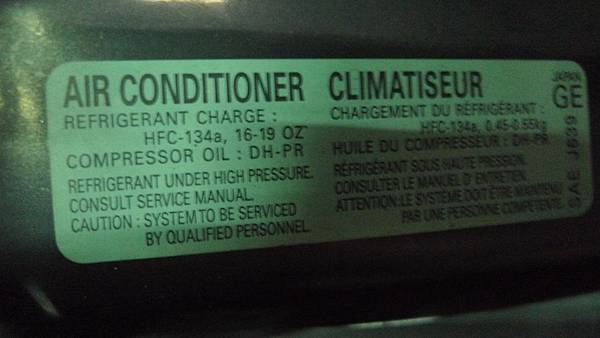 AIR CONDITIONER
REFRIGERANT CHARGE :
HFC-134a, 16-19 OZ
COMPRESSOR OIL : DH-PR
REFRIGERANT UNDER HIGH PRESSURE.
CONSULT SERVICE MANUAL.
CAUTION : SYSTEM TO BE SERVICED
BY QUALIFIED PERSONNEL.
CLIMATISEUR
CHARGEMENT DU RÉFRIGÉRANT :
HFC-134a, 0.45-0.55kg
HUILE DU COMPRESSEUR : DH-PR
RÉFRIGÉRANT SOUS HAUTE PRESSION.
CONSULTER LE MANUEL D' ENTRETIEN.
ATTENTION:LE SYSTEME DOIT ÊTRE MAINTENU
PAR UNE PERSONNE COMPETENTE.
JAPAN
GE
SAE J639